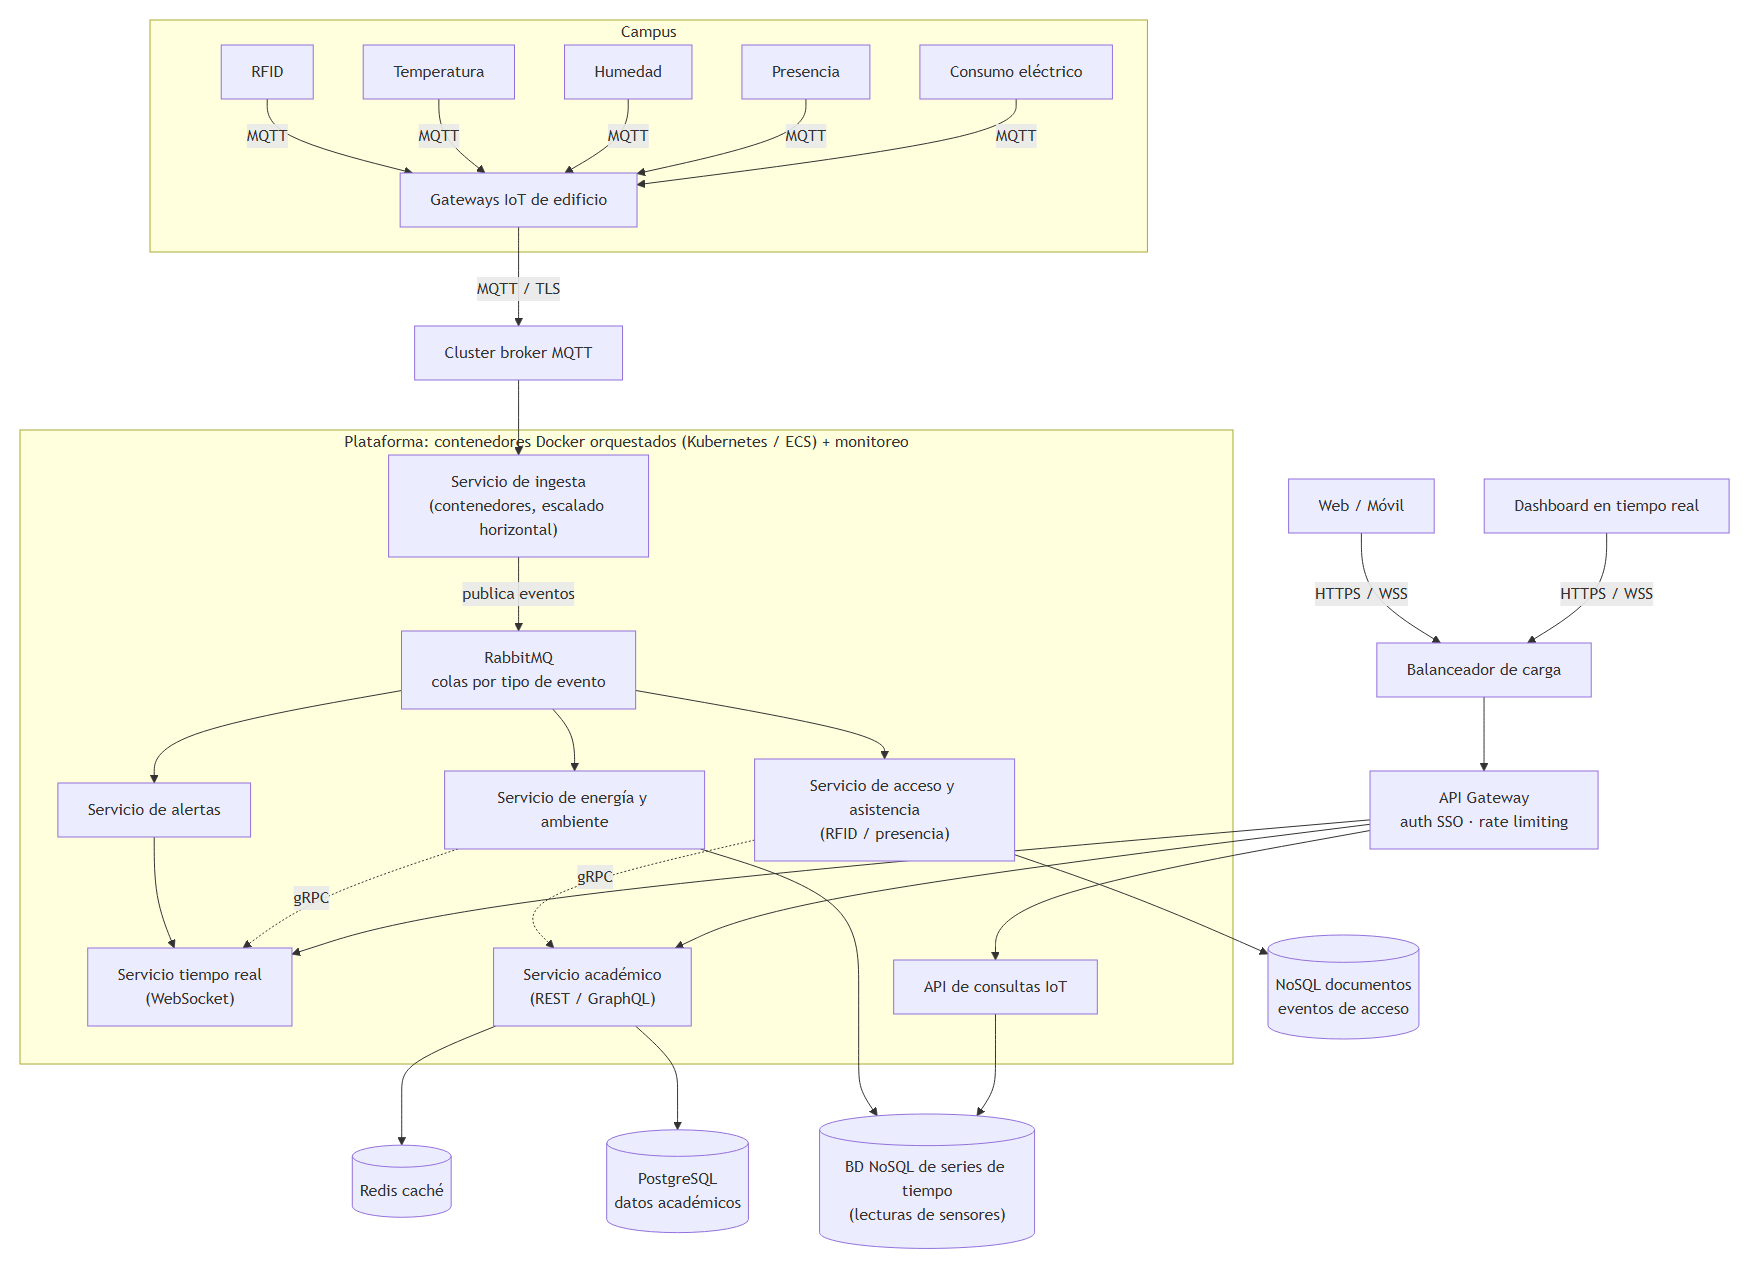 Campus
RFID
Temperatura
Humedad
Presencia
Consumo eléctrico
MQTT
MQTT
MQTT
MQTT
MQTT
Gateways IoT de edificio
MQTT / TLS
Cluster broker MQTT
Plataforma: contenedores Docker orquestados (Kubernetes / ECS) + monitoreo
Servicio de ingesta
(contenedores, escalado
horizontal)
Web / Móvil
Dashboard en tiempo real
publica eventos
HTTPS / WSS
HTTPS / WSS
RabbitMQ
colas por tipo de evento
Balanceador de carga
Servicio de alertas
Servicio de energía y
ambiente
Servicio de acceso y
asistencia
(RFID / presencia)
API Gateway
auth SSO · rate limiting
gRPC
gRPC
Servicio tiempo real
(WebSocket)
Servicio académico
(REST / GraphQL)
API de consultas IoT
NoSQL documentos
eventos de acceso
Redis caché
PostgreSQL
datos académicos
BD NoSQL de series de
tiempo
(lecturas de sensores)